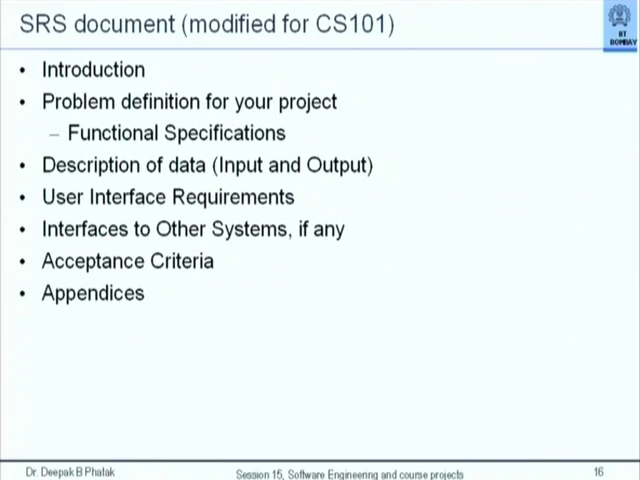 SRS document (modified for CS101)
IIT
BOMBAY
• Introduction
• Problem definition for your project
– Functional Specifications
• Description of data (Input and Output)
• User Interface Requirements
• Interfaces to Other Systems, if any
• Acceptance Criteria
• Appendices
Dr. Deepak B Phatak
Session 15, Software Engineering and course projects
16